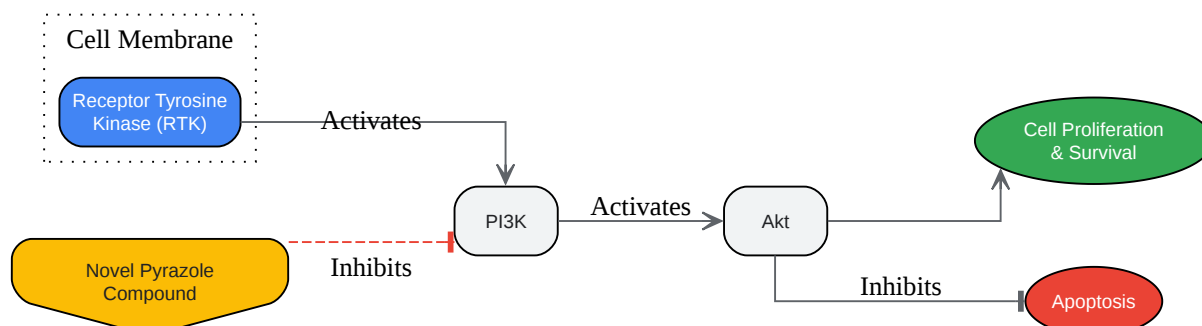 Cell Membrane
Receptor Tyrosine
Kinase (RTK)
Activates
Cell Proliferation
& Survival
PI3K
Activates
Akt
Novel Pyrazole
Compound
Inhibits
Inhibits
Apoptosis